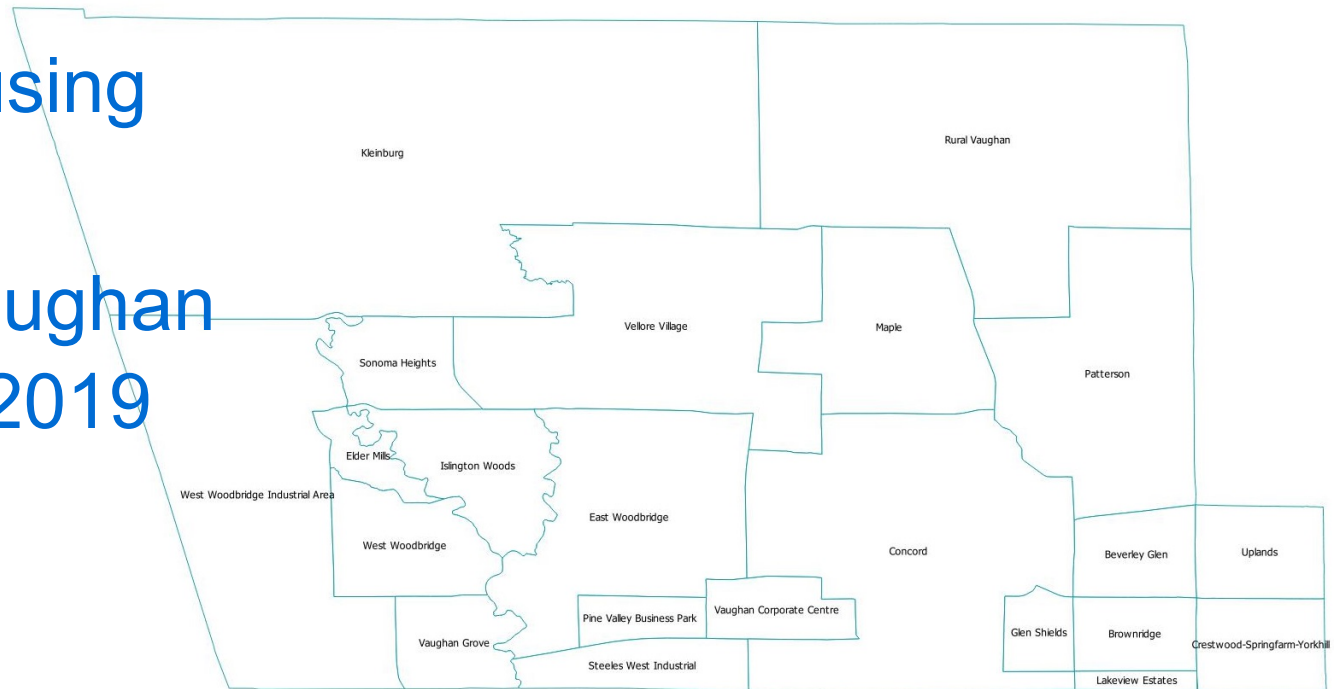 using
Kleinburg
Rural Vaughan
ughan
Vellore Village
Maple
Sonoma Heights
Patterson
2019
Elder Mills
Islington Woods
West Woodbridge Industrial Area
East Woodbridge
West Woodbridge
Concord
Beverley Glen
Uplands
Vaughan Corporate Centre
Pine Valley Business Park
Glen Shields
Brownridge
Vaughan Grove
Crestwood-Springfarm-Yorkhill
Steeles West Industrial
Lakeview Estates